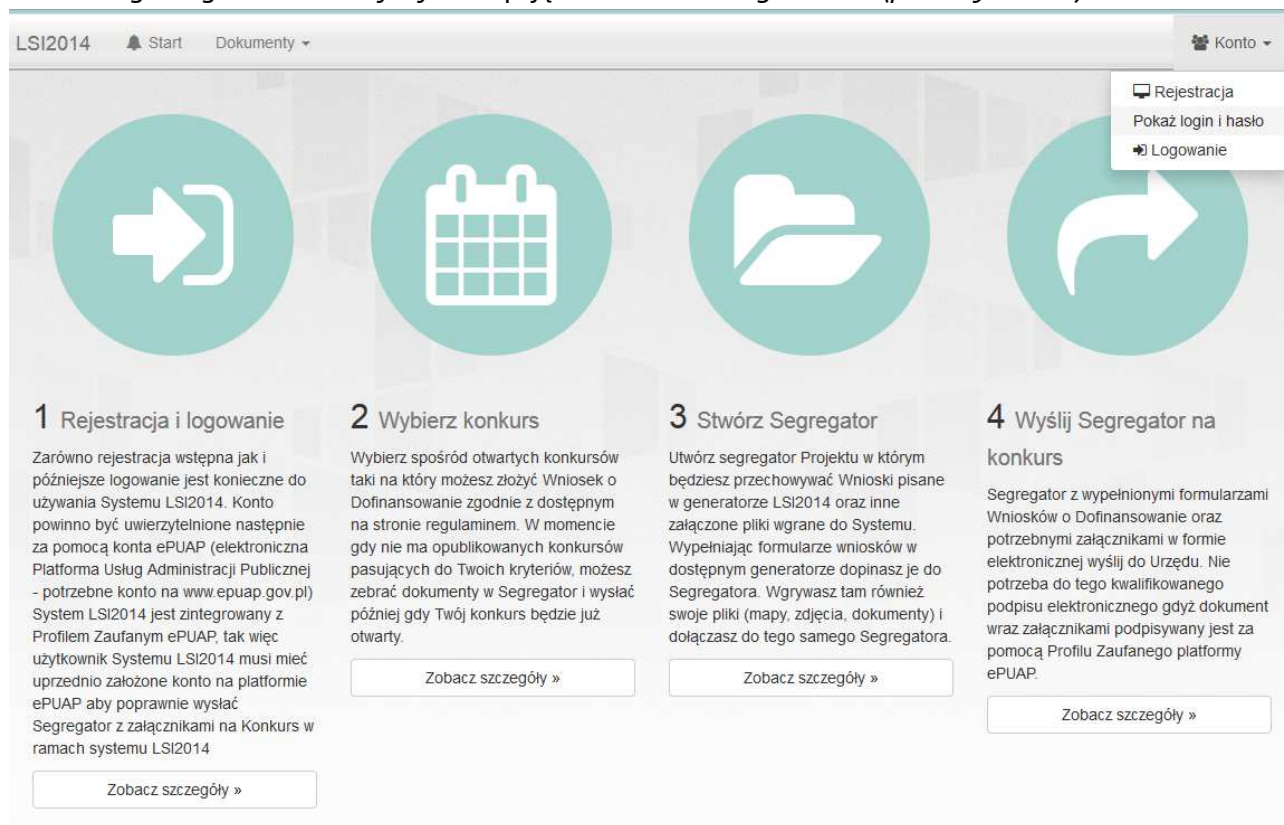 LSI2014 Start Dokumenty Konto
Rejestracja
Pokaż login i hasło
Logowanie
1 Rejestracja i logowanie
Zarówno rejestracja wstępna jak i
późniejsze logowanie jest konieczne do
używania Systemu LSI2014. Konto
powinno być uwierzytelnione następnie
za pomocą konta ePUAP (elektroniczna
Platforma Usług Administracji Publicznej
- potrzebne konto na www.epuap.gov.pl)
System LSI2014 jest zintegrowany z
Profilem Zaufanym ePUAP, tak więc
użytkownik Systemu LSI2014 musi mieć
uprzednio założone konto na platformie
ePUAP aby poprawnie wysłać
Segregator z załącznikami na Konkurs w
ramach systemu LSI2014
Zobacz szczegóły »
2 Wybierz konkurs
Wybierz spośród otwartych konkursów
taki na który możesz złożyć Wniosek o
Dofinansowanie zgodnie z dostępnym
na stronie regulaminem. W momencie
gdy nie ma opublikowanych konkursów
pasujących do Twoich kryteriów, możesz
zebrać dokumenty w Segregator i wysłać
później gdy Twój konkurs będzie już
otwarty.
Zobacz szczegóły »
3 Stwórz Segregator
Utwórz segregator Projektu w którym
będziesz przechowywać Wnioski pisane
w generatorze LSI2014 oraz inne
załączone pliki wgrane do Systemu.
Wypełniając formularze wniosków w
dostępnym generatorze dopinasz je do
Segregatora. Wgrywasz tam również
swoje pliki (mapy, zdjęcia, dokumenty) i
dołączasz do tego samego Segregatora.
Zobacz szczegóły »
4 Wyślij Segregator na
konkurs
Segregator z wypełnionymi formularzami
Wniosków o Dofinansowanie oraz
potrzebnymi załącznikami w formie
elektronicznej wyślij do Urzędu. Nie
potrzeba do tego kwalifikowanego
podpisu elektronicznego gdyż dokument
wraz załącznikami podpisywany jest za
pomocą Profilu Zaufanego platformy
ePUAP.
Zobacz szczegóły »